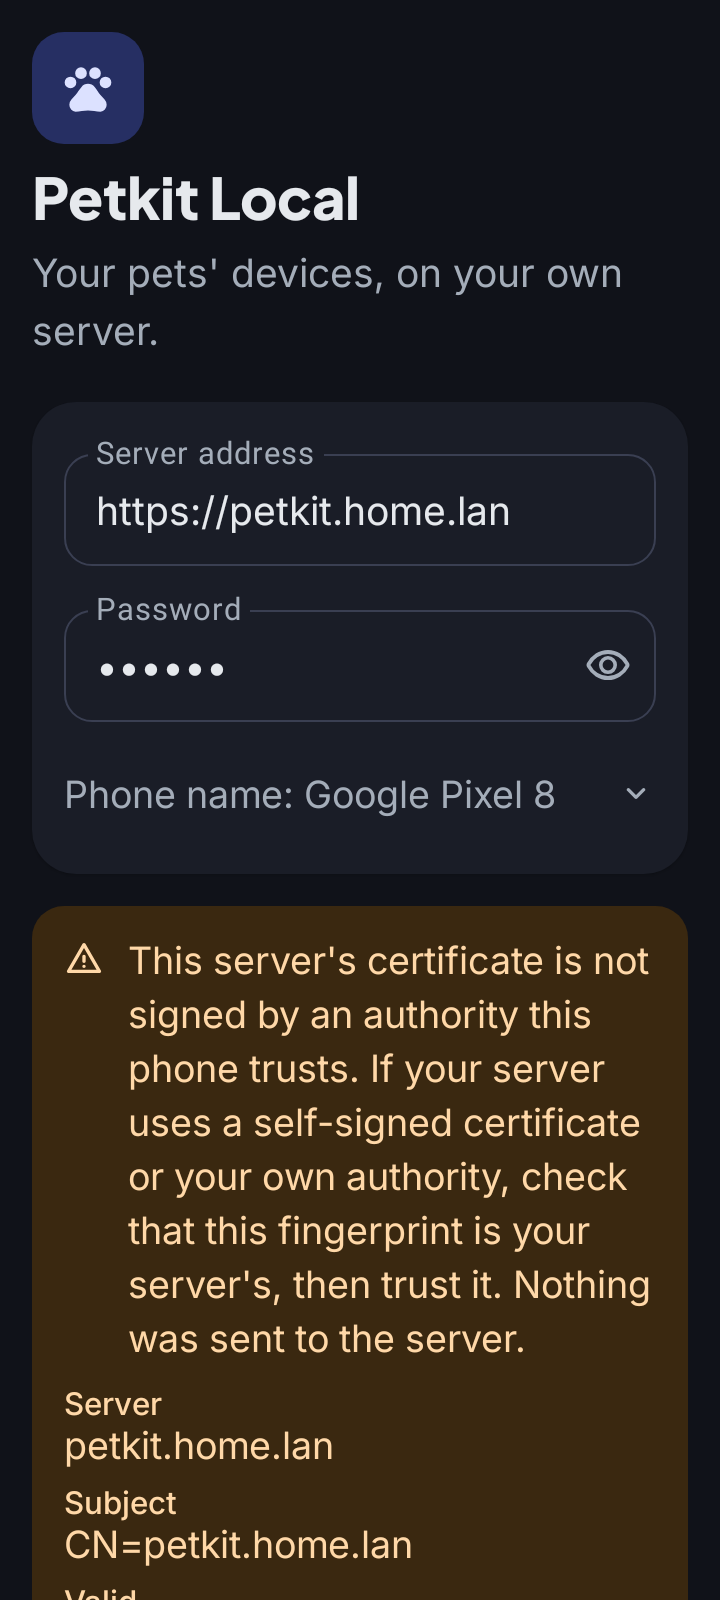 Petkit Local
Your pets' devices, on your own
server.
Server address
https://petkit.home.lan
Password
Phone name: Google Pixel 8
This server's certificate is not
signed by an authority this
phone trusts. If your server
uses a self-signed certificate
or your own authority, check
that this fingerprint is your
server's, then trust it. Nothing
was sent to the server.
Server
petkit.home.lan
Subject
CN=petkit.home.lan
Valid